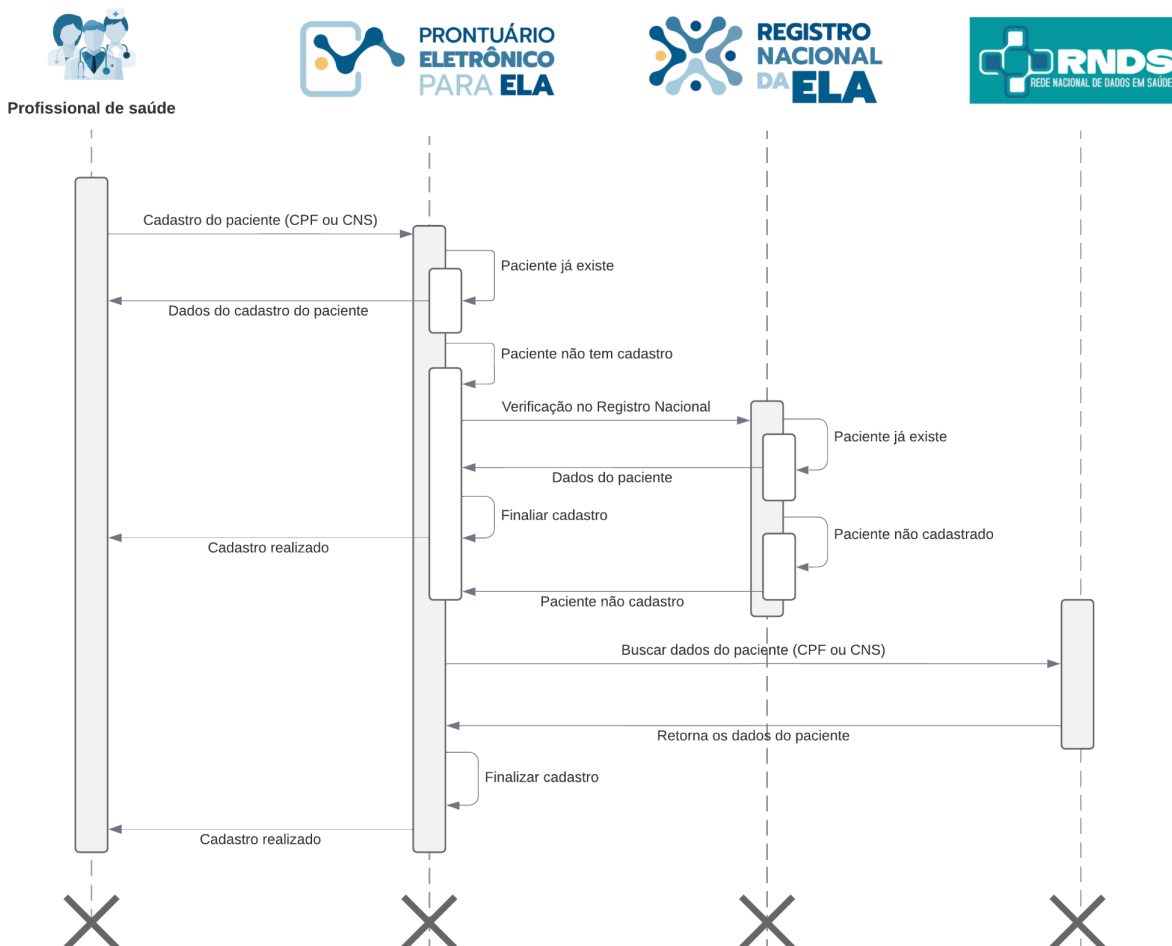 Profissional de saúde
PRONTUÁRIO
ELETRÔNICO
PARA ELA
REGISTRO
NACIONAL
DA ELA
RNDS
REDE NACIONAL DE DADOS EM SAÚDE
Cadastro do paciente (CPF ou CNS)
Paciente já existe
Dados do cadastro do paciente
Paciente não tem cadastro
Verificação no Registro Nacional
Paciente já existe
Dados do paciente
Finaliar cadastro
Paciente não cadastrado
Cadastro realizado
Paciente não cadastro
Buscar dados do paciente (CPF ou CNS)
Retorna os dados do paciente
Finalizar cadastro
Cadastro realizado